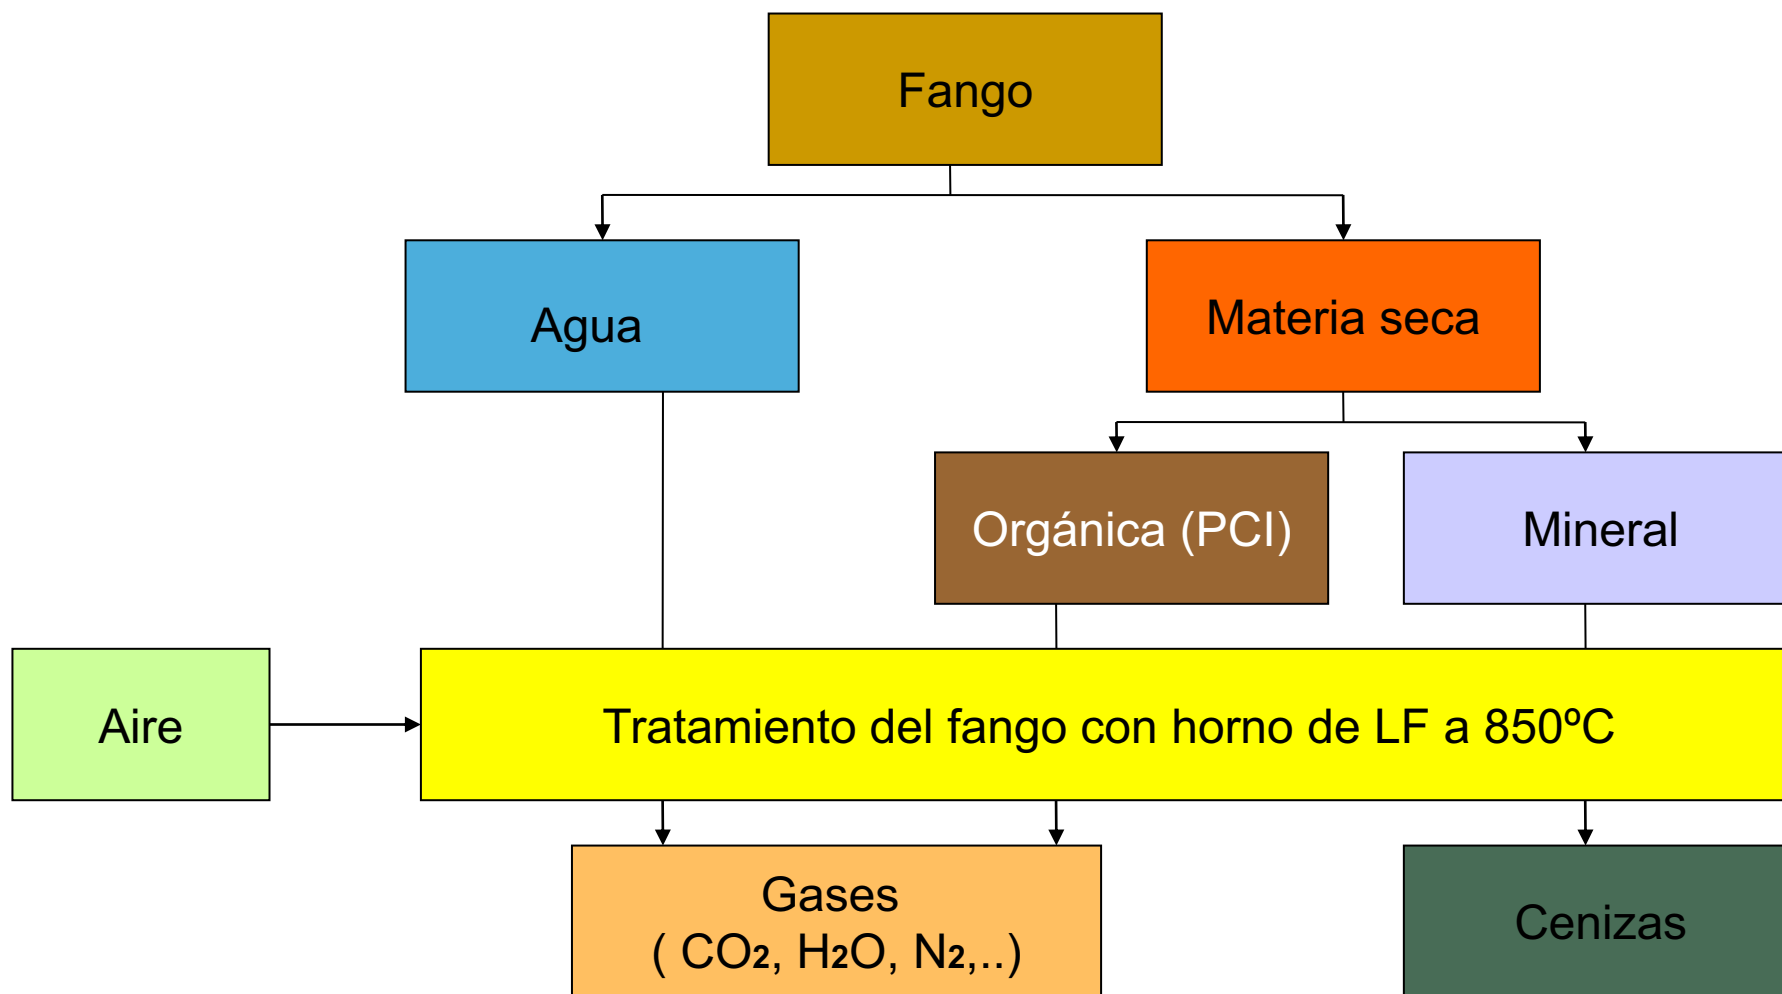 Fango
Agua
Materia seca
Orgánica (PCI)
Mineral
Aire
Tratamiento del fango con horno de LF a 850ºC
Gases
( CO2, H2O, N2,..)
Cenizas